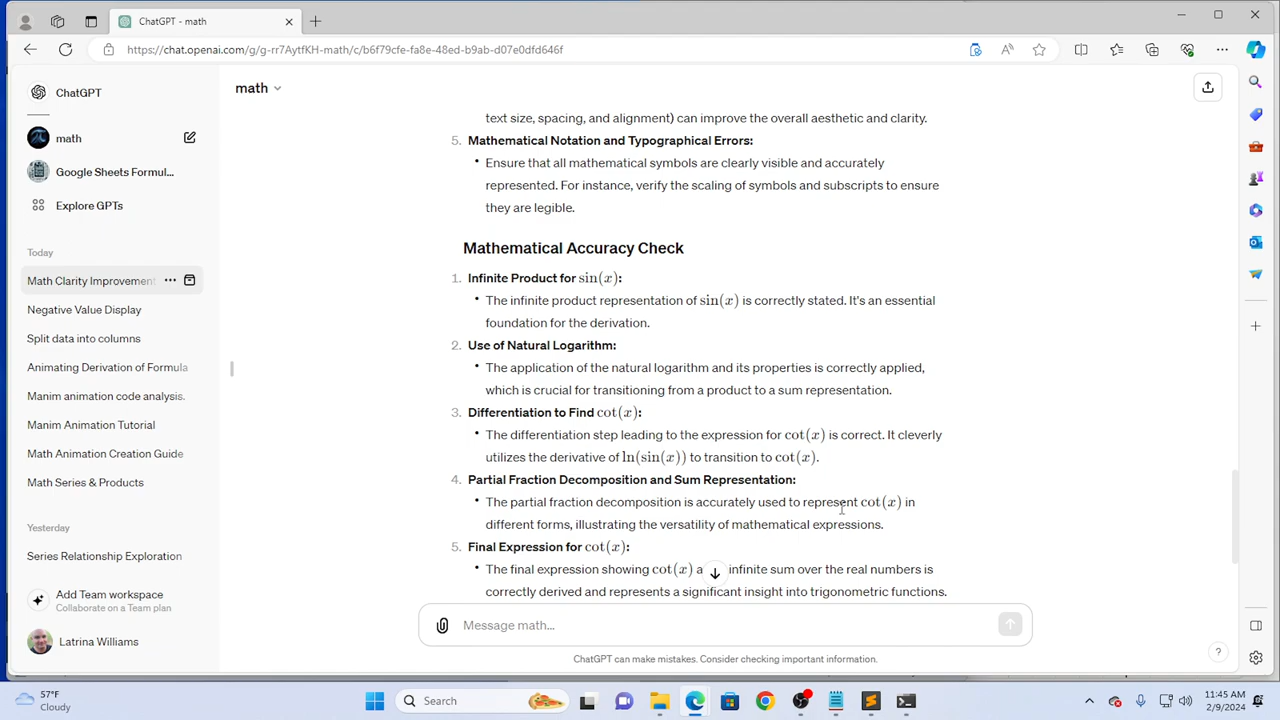 ChatGPT - math
https://chat.openai.com/g/g-rr7AytfKH-math/c/b6f79cfe-fa8e-48ed-b9ab-d07e0dfd646f
ChatGPT
math
Google Sheets Formul...
Explore GPTs
Today
Math Clarity Improvement
Negative Value Display
Split data into columns
Animating Derivation of Formula
Manim animation code analysis.
Manim Animation Tutorial
Math Animation Creation Guide
Math Series & Products
Yesterday
Series Relationship Exploration
Add Team workspace
Collaborate on a Team plan
Latrina Williams
math
text size, spacing, and alignment) can improve the overall aesthetic and clarity.
5. Mathematical Notation and Typographical Errors:
• Ensure that all mathematical symbols are clearly visible and accurately
represented. For instance, verify the scaling of symbols and subscripts to ensure
they are legible.
Mathematical Accuracy Check
1. Infinite Product for sin(x):
• The infinite product representation of sin(x) is correctly stated. It's an essential
foundation for the derivation.
2. Use of Natural Logarithm:
• The application of the natural logarithm and its properties is correctly applied,
which is crucial for transitioning from a product to a sum representation.
3. Differentiation to Find cot(x):
• The differentiation step leading to the expression for cot(x) is correct. It cleverly
utilizes the derivative of ln(sin(x)) to transition to cot(x).
4. Partial Fraction Decomposition and Sum Representation:
• The partial fraction decomposition is accurately used to represent cot(x) in
different forms, illustrating the versatility of mathematical expressions.
5. Final Expression for cot(x):
• The final expression showing cot(x) a infinite sum over the real numbers is
correctly derived and represents a significant insight into trigonometric functions.
Message math...
ChatGPT can make mistakes. Consider checking important information.
?
57°F
Cloudy
Search
11:45 AM
2/9/2024